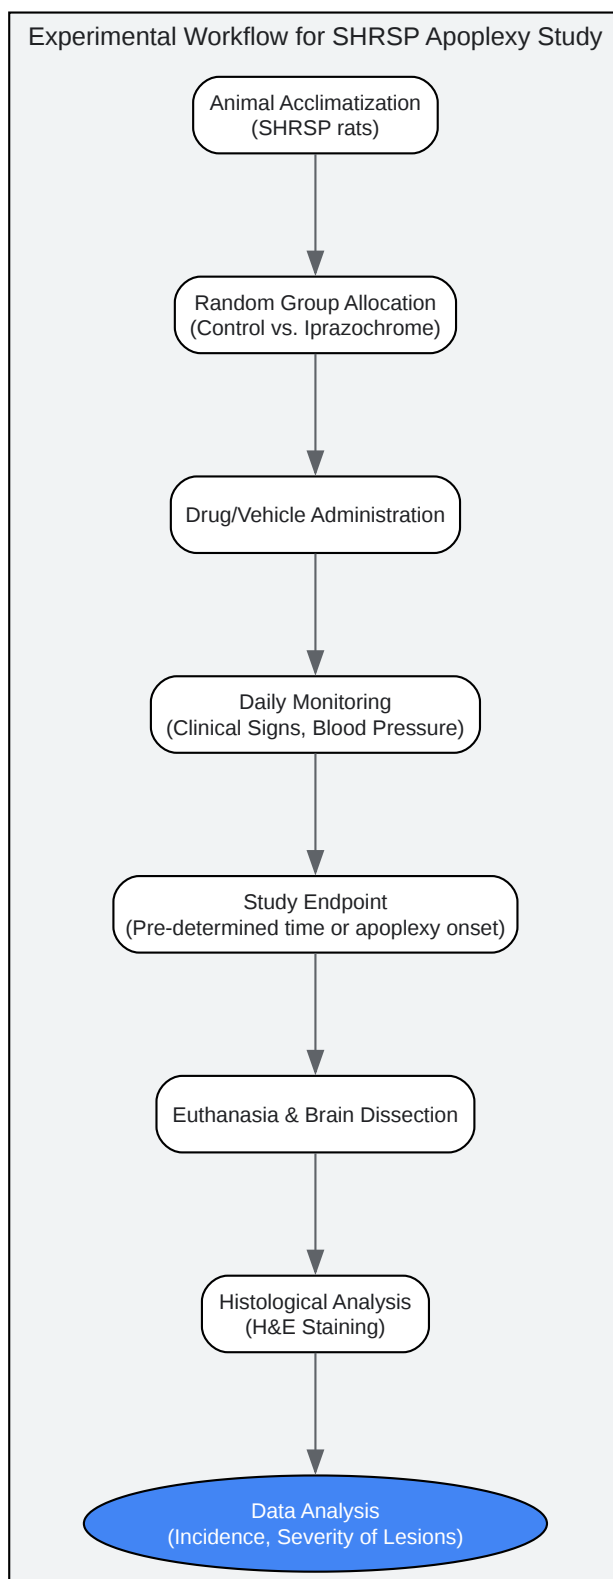 Experimental Workflow for SHRSP Apoplexy Study
Animal Acclimatization
(SHRSP rats)
Random Group Allocation
(Control vs. Iprazochrome)
Drug/Vehicle Administration
Daily Monitoring
(Clinical Signs, Blood Pressure)
Study Endpoint
(Pre-determined time or apoplexy onset)
Euthanasia & Brain Dissection
Histological Analysis
(H&E Staining)
Data Analysis
(Incidence, Severity of Lesions)